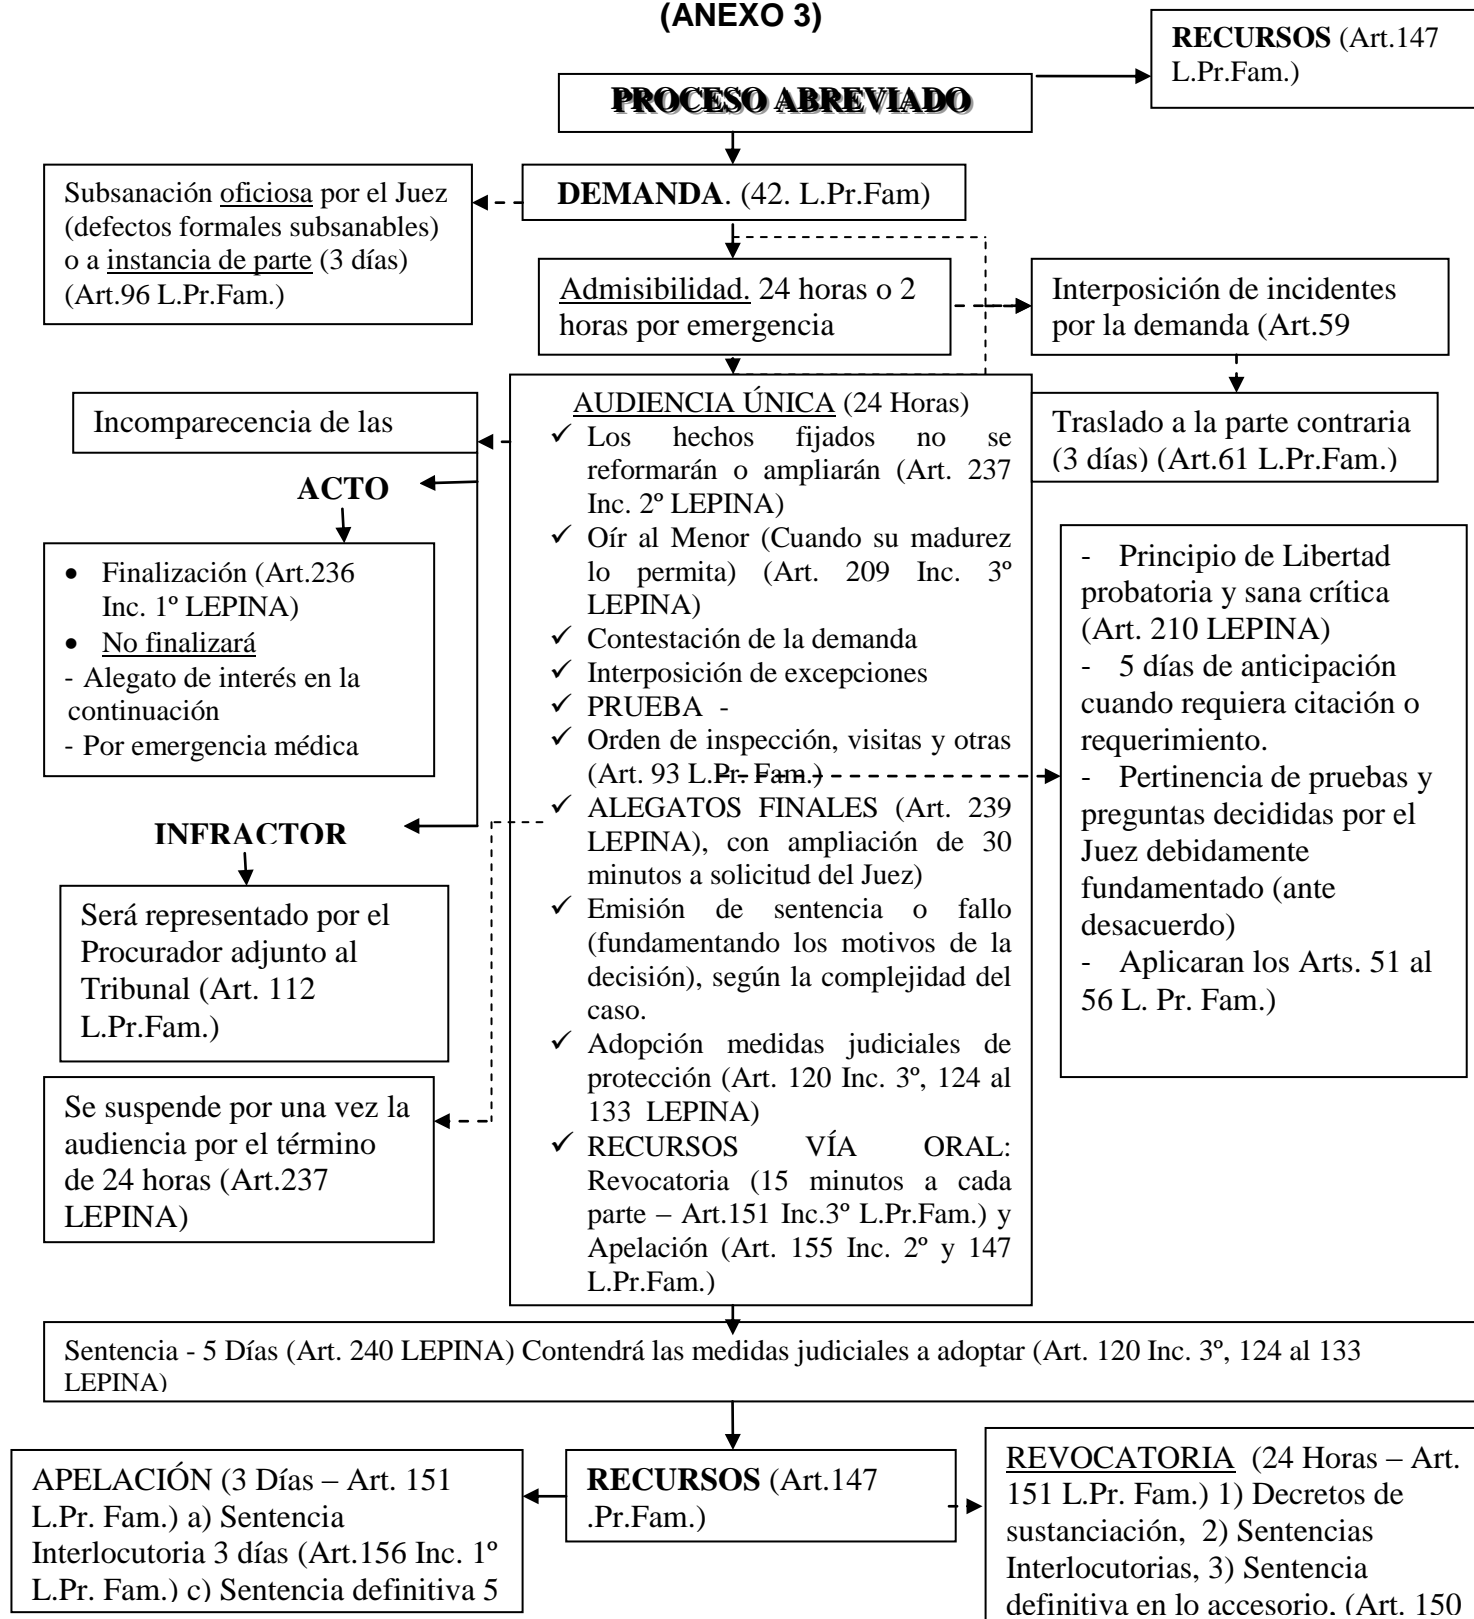 (ANEXO 3)
RECURSOS (Art.147
L.Pr.Fam.)
PROCESO ABREVIADO
Subsanación oficiosa por el Juez
(defectos formales subsanables)
o a instancia de parte (3 días)
(Art.96 L.Pr.Fam.)
DEMANDA. (42. L.Pr.Fam)
Admisibilidad. 24 horas o 2
horas por emergencia
Interposición de incidentes
por la demanda (Art.59
Traslado a la parte contraria
(3 días) (Art.61 L.Pr.Fam.)
Incomparecencia de las
ACTO
• Finalización (Art.236
Inc. 1º LEPINA)
• No finalizará
- Alegato de interés en la
continuación
- Por emergencia médica
INFRACTOR
Será representado por el
Procurador adjunto al
Tribunal (Art. 112
L.Pr.Fam.)
Se suspende por una vez la
audiencia por el término
de 24 horas (Art.237
LEPINA)
AUDIENCIA ÚNICA (24 Horas)
✓ Los hechos fijados no se
reformarán o ampliarán (Art. 237
Inc. 2º LEPINA)
✓ Oír al Menor (Cuando su madurez
lo permita) (Art. 209 Inc. 3º
LEPINA)
✓ Contestación de la demanda
✓ Interposición de excepciones
✓ PRUEBA -
✓ Orden de inspección, visitas y otras
(Art. 93 L.Pr. Fam.)
✓ ALEGATOS FINALES (Art. 239
LEPINA), con ampliación de 30
minutos a solicitud del Juez)
✓ Emisión de sentencia o fallo
(fundamentando los motivos de la
decisión), según la complejidad del
caso.
✓ Adopción medidas judiciales de
protección (Art. 120 Inc. 3º, 124 al
133 LEPINA)
✓ RECURSOS VÍA ORAL:
Revocatoria (15 minutos a cada
parte – Art.151 Inc.3º L.Pr.Fam.) y
Apelación (Art. 155 Inc. 2º y 147
L.Pr.Fam.)
- Principio de Libertad
probatoria y sana crítica
(Art. 210 LEPINA)
- 5 días de anticipación
cuando requiera citación o
requerimiento.
- Pertinencia de pruebas y
preguntas decididas por el
Juez debidamente
fundamentado (ante
desacuerdo)
- Aplicaran los Arts. 51 al
56 L. Pr. Fam.)
Sentencia - 5 Días (Art. 240 LEPINA) Contendrá las medidas judiciales a adoptar (Art. 120 Inc. 3º, 124 al 133
LEPINA)
APELACIÓN (3 Días – Art. 151
L.Pr. Fam.) a) Sentencia
Interlocutoria 3 días (Art.156 Inc. 1º
L.Pr. Fam.) c) Sentencia definitiva 5
RECURSOS (Art.147
.Pr.Fam.)
REVOCATORIA (24 Horas – Art.
151 L.Pr. Fam.) 1) Decretos de
sustanciación, 2) Sentencias
Interlocutorias, 3) Sentencia
definitiva en lo accesorio, (Art. 150